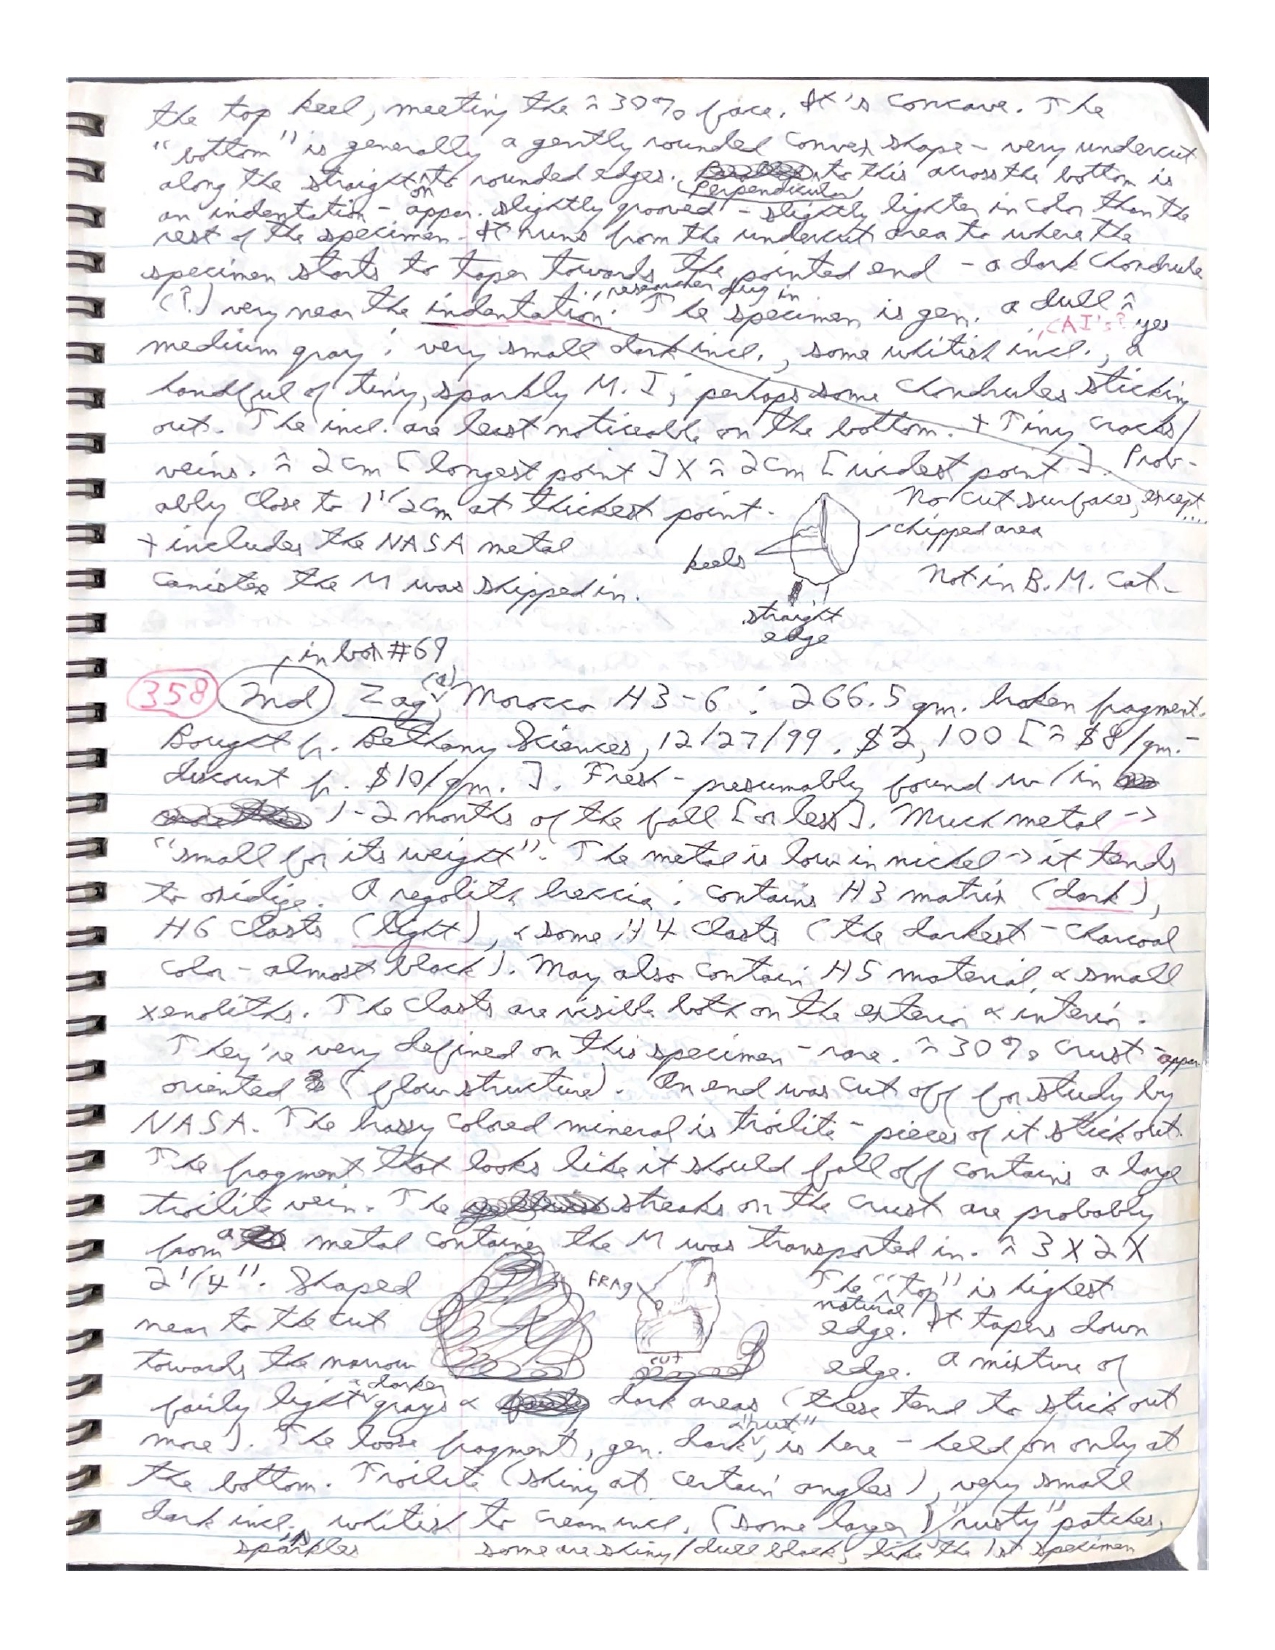 the top keel, meeting the ≈ 30% face. It's concave. The
"bottom" is generally a gently rounded convex shape - very undercut
along the straight to rounded edges. Perpendicular to this across the bottom is
an indentation - appar. slightly grooved - slightly lighter in color than the
rest of the specimen - It runs from the undercut area to where the
specimen starts to taper towards the pointed end - a dark chondrule
(?) very near the indentation. The specimen is gen. a dull ≈
researcher dug in
CAI's? yes
medium gray; very small dark incl., some whitish incl., a
handful of tiny, sparkly M. I; perhaps some chondrules sticking
out. The incl. are least noticeable on the bottom. + Tiny cracks/
veins. ≈ 2cm [longest point] X ≈ 2cm [widest point]. Prob-
ably close to 1 1/2cm at thickest point.
No cut surfaces, except....
+ includes the NASA metal
canister the M was shipped in.
keels
chipped area
straight
edge
Not in B. M. Cat.
in box #69
358 2nd Zag (a), Morocco H3-6: 266.5 gm. broken fragment.
Bought fr. Bethany Sciences, 12/27/99. $2,100 [≈ $8/gm. -
discount fr. $10/gm.]. Fresh - presumably found w/in
1-2 months of the fall [or less]. Much metal ->
"small for its weight". The metal is low in nickel -> it tends
to oxidize. A regolith breccia: contains H3 matrix (dark),
H6 clasts (light), & some H4 clasts (the darkest - charcoal
color - almost black). May also contain H5 material & small
xenoliths. The clasts are visible both on the exterior & interior.
They're very defined on this specimen - rare. ≈ 30% crust - appar.
oriented (flow structure). An end was cut off for study by
NASA. The brassy colored mineral is troilite - pieces of it stick out.
The fragment that looks like it should fall off contains a large
troilite vein. The streaks on the crust are probably
from a metal container the M was transported in. ≈ 3 X 2 X
2 1/4". Shaped
near to the cut
towards the narrow
FRAg
cut
The "top" is highest
natural edge. It tapers down
edge. A mixture of
fairly light & darker grays & dark areas (these tend to stick out
more). The loose fragment, gen. dark & "rust", is here - held on only at
the bottom. Troilite (shiny at certain angles), very small
dark incl., whitish to cream incl. (some larger) "rusty" patches,
sparkles
some are shiny/dull black, like the 1st specimen